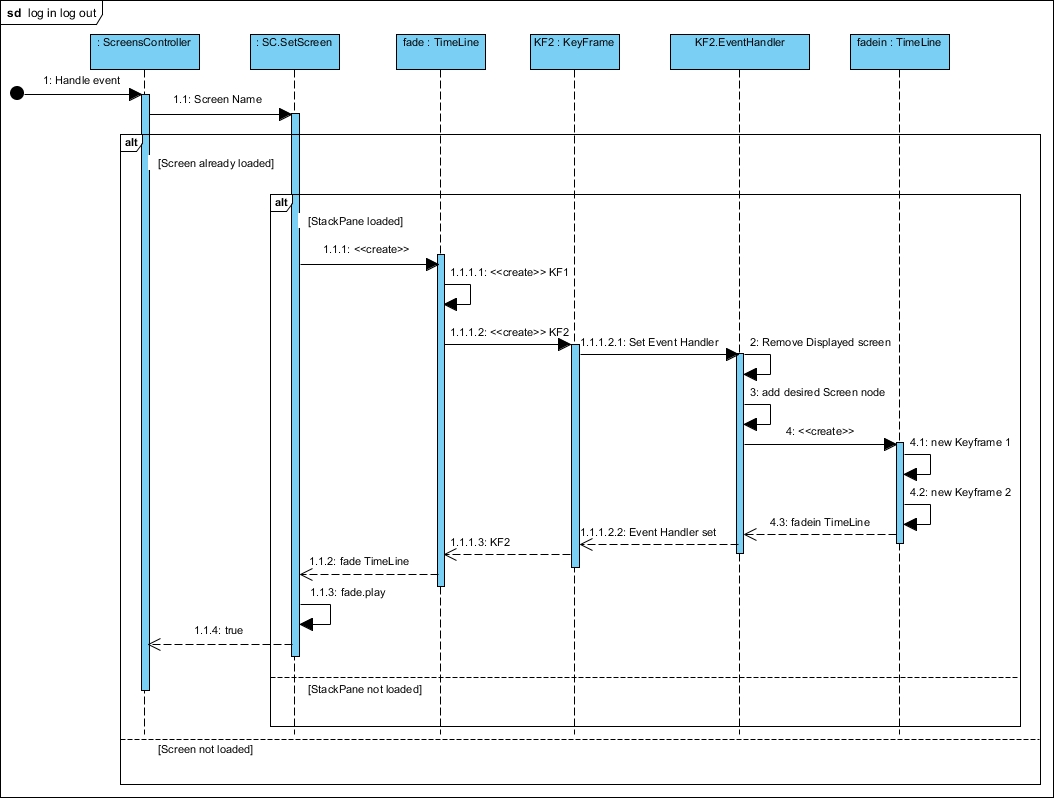 sd log in log out
: ScreensController
: SC.SetScreen
fade : TimeLine
KF2 : KeyFrame
KF2.EventHandler
fadein : TimeLine
1: Handle event
1.1: Screen Name
alt
[Screen already loaded]
alt
[StackPane loaded]
1.1.1: <<create>>
1.1.1.1: <<create>> KF1
1.1.1.2: <<create>> KF2
1.1.1.2.1: Set Event Handler
2: Remove Displayed screen
3: add desired Screen node
4: <<create>>
4.1: new Keyframe 1
4.2: new Keyframe 2
4.3: fadein TimeLine
1.1.1.2.2: Event Handler set
1.1.1.3: KF2
1.1.2: fade TimeLine
1.1.3: fade.play
1.1.4: true
[StackPane not loaded]
[Screen not loaded]